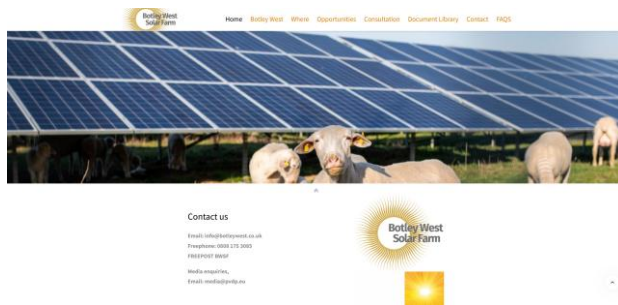 Botley West
Solar Farm
Home Botley West Where Opportunities Consultation Document Library Contact FAQS
Contact us
Email: info@botleywest.co.uk
Freephone: 0808 175 3085
FREEPOST BWSF
Media enquiries,
Email: media@pvdp.eu
Botley West
Solar Farm